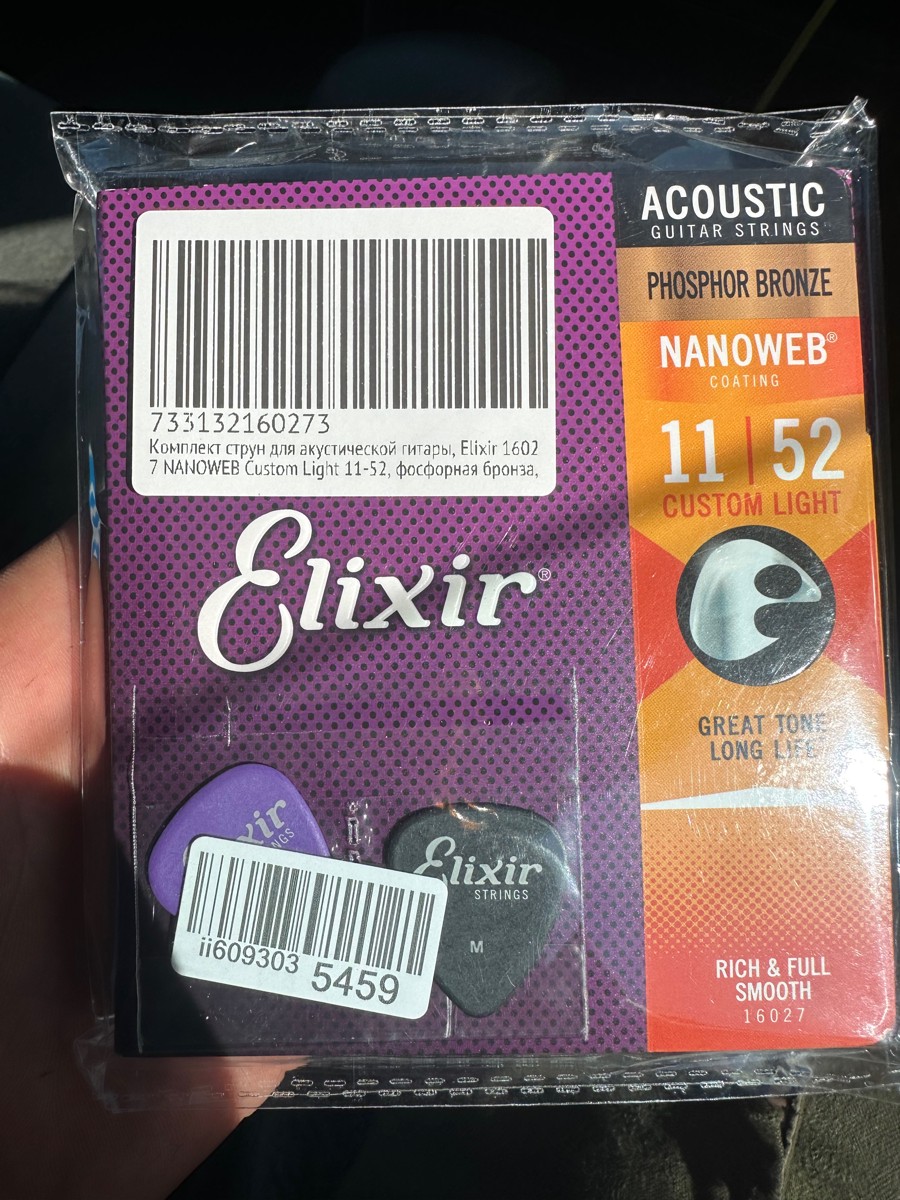 733132160273
Комплект струн для акустической гитары, Elixir 1602
7 NANOWEB Custom Light 11-52, фосфорная бронза,
Elixir®
ACOUSTIC
GUITAR STRINGS
PHOSPHOR BRONZE
NANOWEB®
COATING
11 | 52
CUSTOM LIGHT
GREAT TONE
LONG LIFE
RICH & FULL
SMOOTH
16027
ii609303 5459
Elixir
STRINGS
M